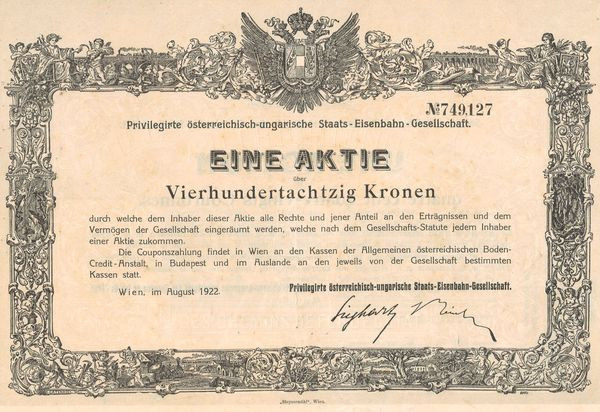 №749,127
Privilegirte österreichisch-ungarische Staats-Eisenbahn-Gesellschaft.
EINE AKTIE
über
Vierhundertachtzig Kronen
durch welche dem Inhaber dieser Aktie alle Rechte und jener Anteil an den Erträgnissen und dem
Vermögen der Gesellschaft eingeräumt werden, welche nach dem Gesellschafts-Statute jedem Inhaber
einer Aktie zukommen.
Die Couponszahlung findet in Wien an den Kassen der Allgemeinen österreichischen Boden-
Credit-Anstalt, in Budapest und im Auslande an den jeweils von der Gesellschaft bestimmten
Kassen statt.
Wien, im August 1922.
Privilegirte österreichisch-ungarische Staats-Eisenbahn-Gesellschaft.
Sieghart
„Steyrermühl“, Wien.